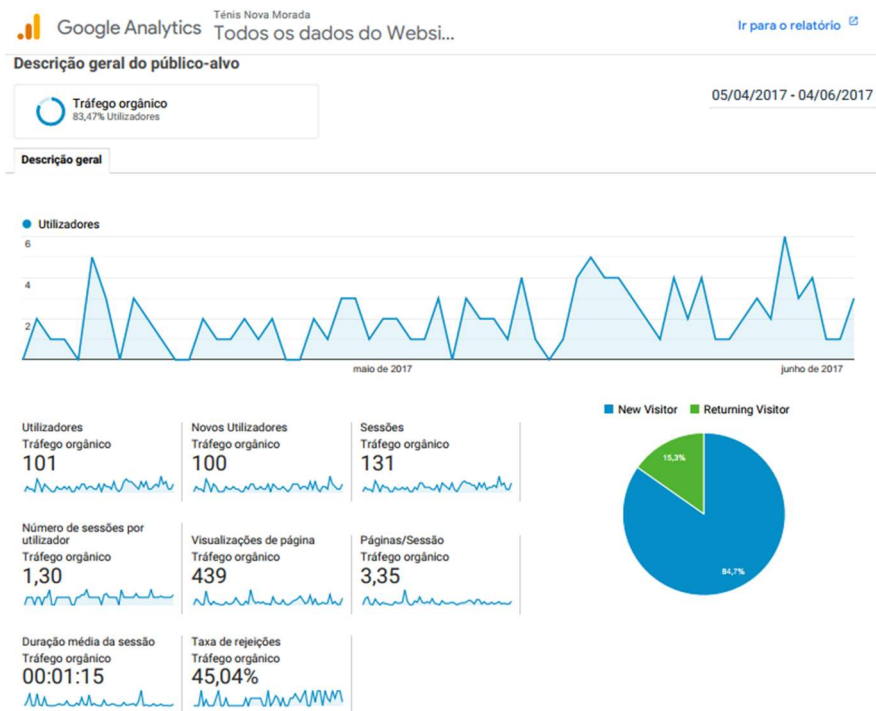 Google Analytics
Ténis Nova Morada
Todos os dados do Websi...
Ir para o relatório
Descrição geral do público-alvo
Tráfego orgânico
83,47% Utilizadores
05/04/2017 - 04/06/2017
Descrição geral
Utilizadores
6
4
2
maio de 2017
junho de 2017
New Visitor
Returning Visitor
15,3%
84,7%
Utilizadores
Tráfego orgânico
101
Novos Utilizadores
Tráfego orgânico
100
Sessões
Tráfego orgânico
131
Número de sessões por
utilizador
Tráfego orgânico
1,30
Visualizações de página
Tráfego orgânico
439
Páginas/Sessão
Tráfego orgânico
3,35
Duração média da sessão
Tráfego orgânico
00:01:15
Taxa de rejeições
Tráfego orgânico
45,04%